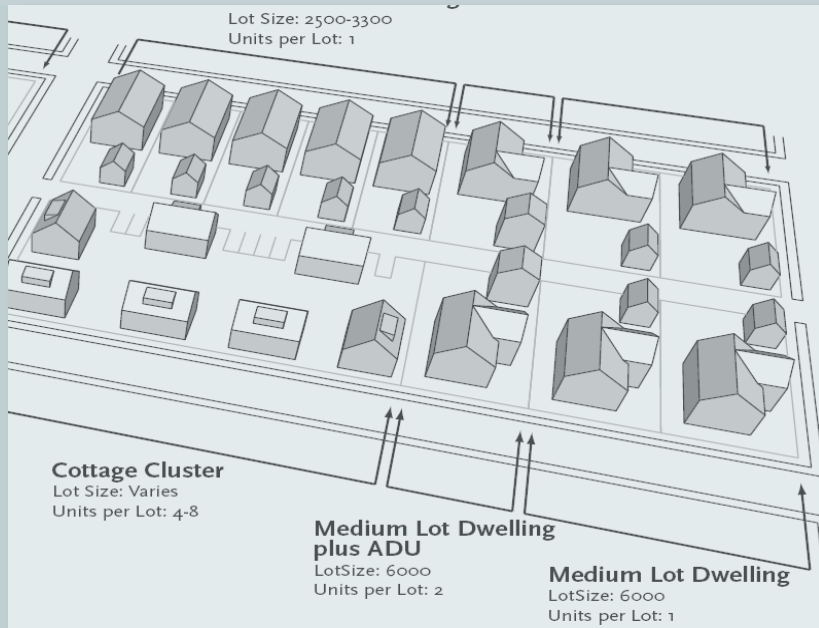 Lot Size: 2500-3300
Units per Lot: 1
Cottage Cluster
Lot Size: Varies
Units per Lot: 4-8
Medium Lot Dwelling
plus ADU
LotSize: 6000
Units per Lot: 2
Medium Lot Dwelling
LotSize: 6000
Units per Lot: 1